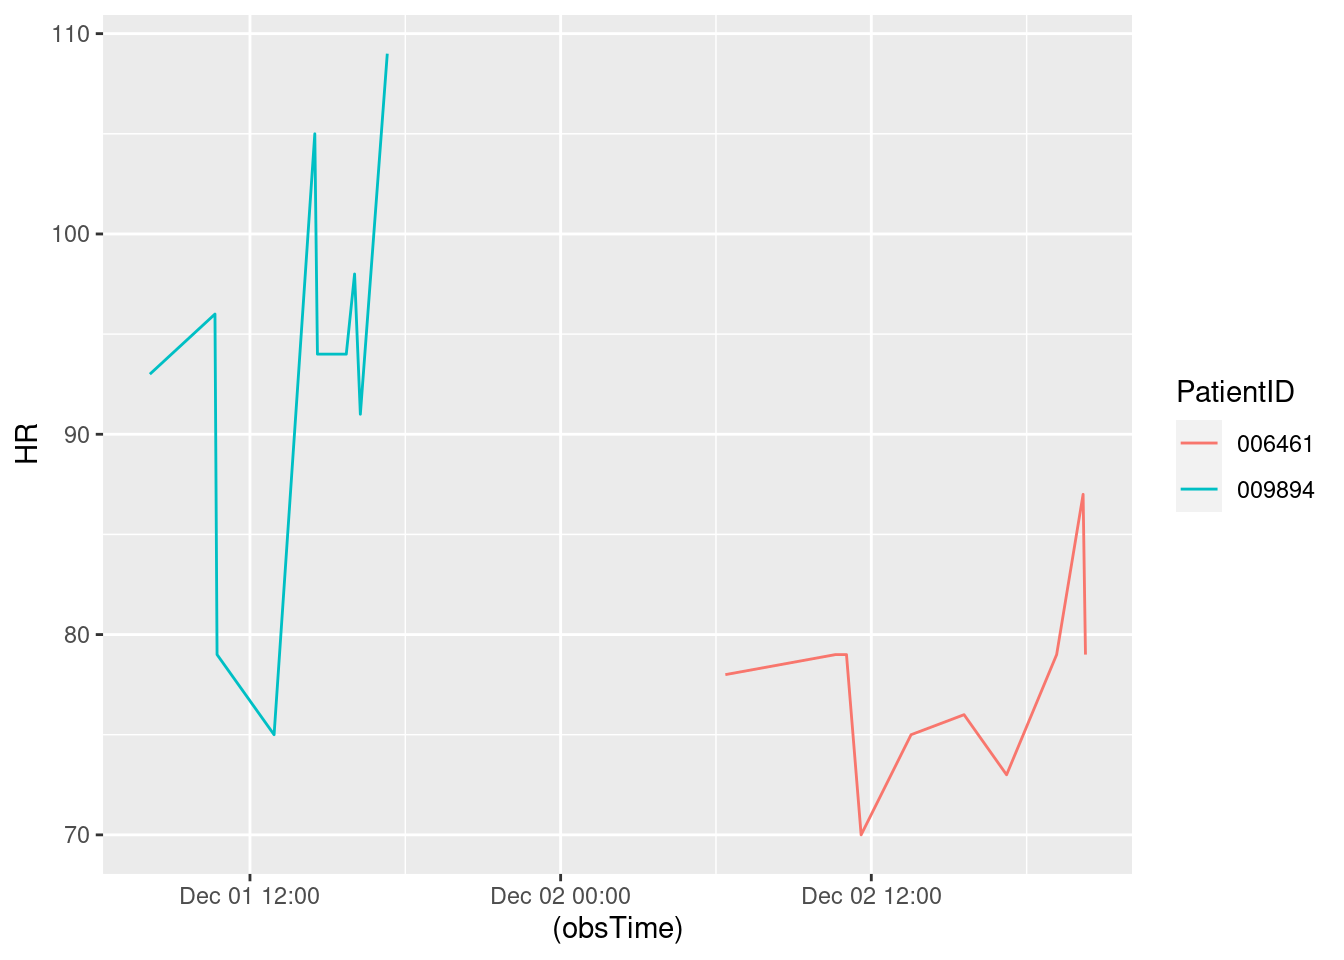 110
100
90
80
70
HR
Dec 01 12:00
Dec 02 00:00
Dec 02 12:00
(obsTime)
PatientID
006461
009894